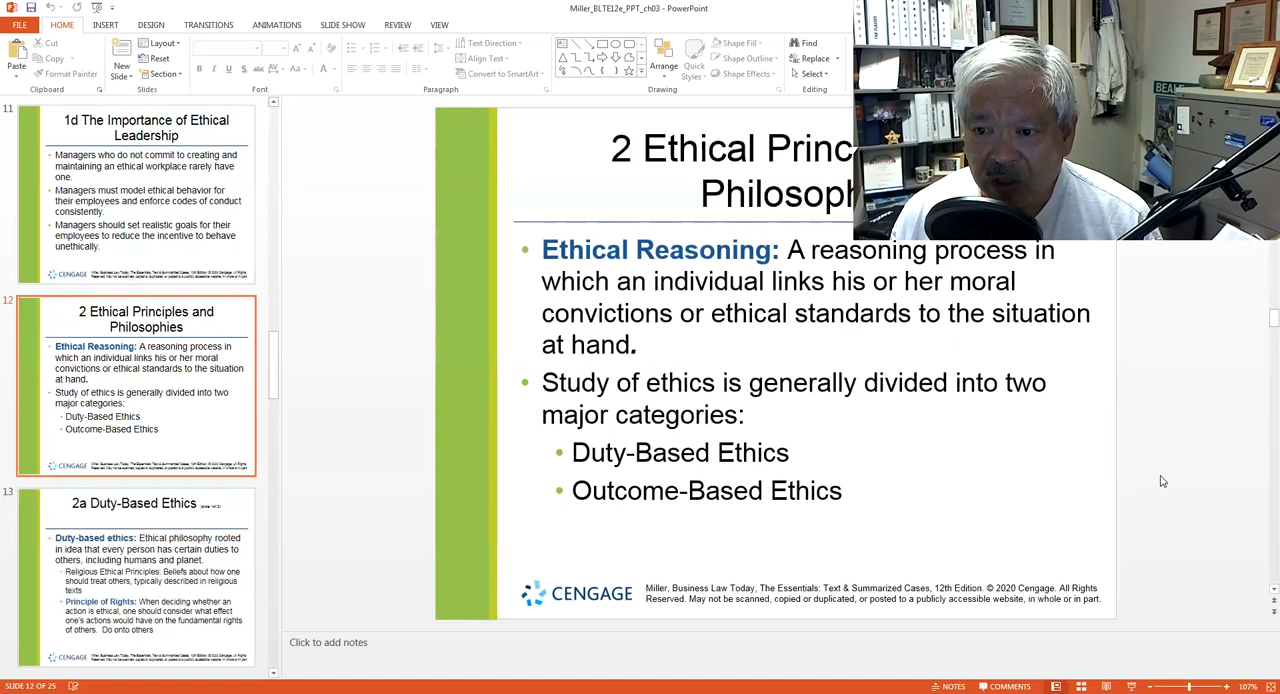 Miller_BLTE12e_PPT_ch03 - PowerPoint
FILE HOME INSERT DESIGN TRANSITIONS ANIMATIONS SLIDE SHOW REVIEW VIEW
Paste
Cut
Copy
Format Painter
Clipboard
New
Slide
Layout
Reset
Section
Slides
B I U S abc AV Aa A
Font
Paragraph
Text Direction
Align Text
Convert to SmartArt
Arrange
Quick
Styles
Shape Fill
Shape Outline
Shape Effects
Drawing
Find
Replace
Select
Editing
11
1d The Importance of Ethical
Leadership
• Managers who do not commit to creating and
maintaining an ethical workplace rarely have
one.
• Managers must model ethical behavior for
their employees and enforce codes of conduct
consistently.
• Managers should set realistic goals for their
employees to reduce the incentive to behave
unethically.
CENGAGE
12
2 Ethical Principles and
Philosophies
• Ethical Reasoning: A reasoning process in
which an individual links his or her moral
convictions or ethical standards to the situation
at hand.
• Study of ethics is generally divided into two
major categories:
• Duty-Based Ethics
• Outcome-Based Ethics
CENGAGE
13
2a Duty-Based Ethics
• Duty-based ethics: Ethical philosophy rooted
in idea that every person has certain duties to
others, including humans and planet.
• Religious Ethical Principles: Beliefs about how one
should treat others, typically described in religious
texts
• Principle of Rights: When deciding whether an
action is ethical, one should consider what effect
one's actions would have on the fundamental rights
of others. Do onto others
CENGAGE
2 Ethical Princ
Philosoph
• Ethical Reasoning: A reasoning process in
which an individual links his or her moral
convictions or ethical standards to the situation
at hand.
• Study of ethics is generally divided into two
major categories:
• Duty-Based Ethics
• Outcome-Based Ethics
CENGAGE
Miller, Business Law Today, The Essentials: Text & Summarized Cases, 12th Edition. © 2020 Cengage. All Rights
Reserved. May not be scanned, copied or duplicated, or posted to a publicly accessible website, in whole or in part.
BEALE
Click to add notes
SLIDE 12 OF 25
NOTES COMMENTS 107%